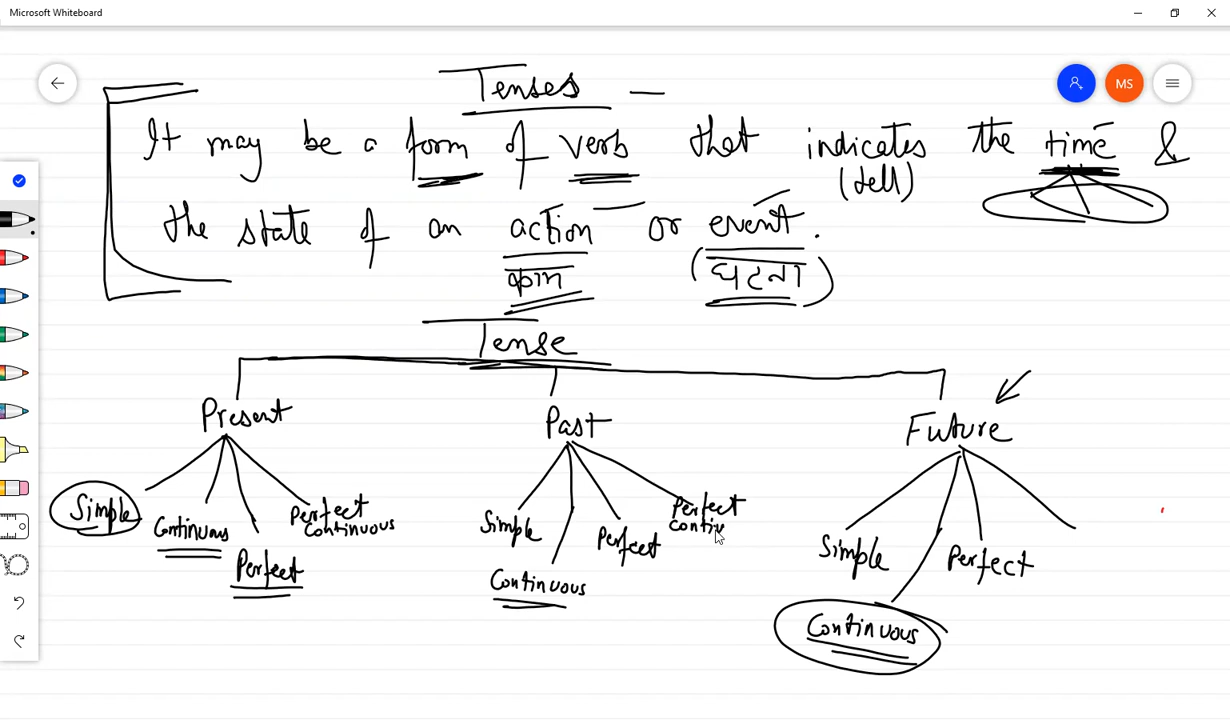 Microsoft Whiteboard
MS
Tenses —
It may be a form of verb that indicates the time &
(tell)
the state of an action or event.
काम
(घटना)
Tense
Present
Past
Future
Simple
Continuous
Perfect
Perfect
Continuous
Simple
Continuous
Perfect
Perfect
Contin
Simple
Continuous
Perfect